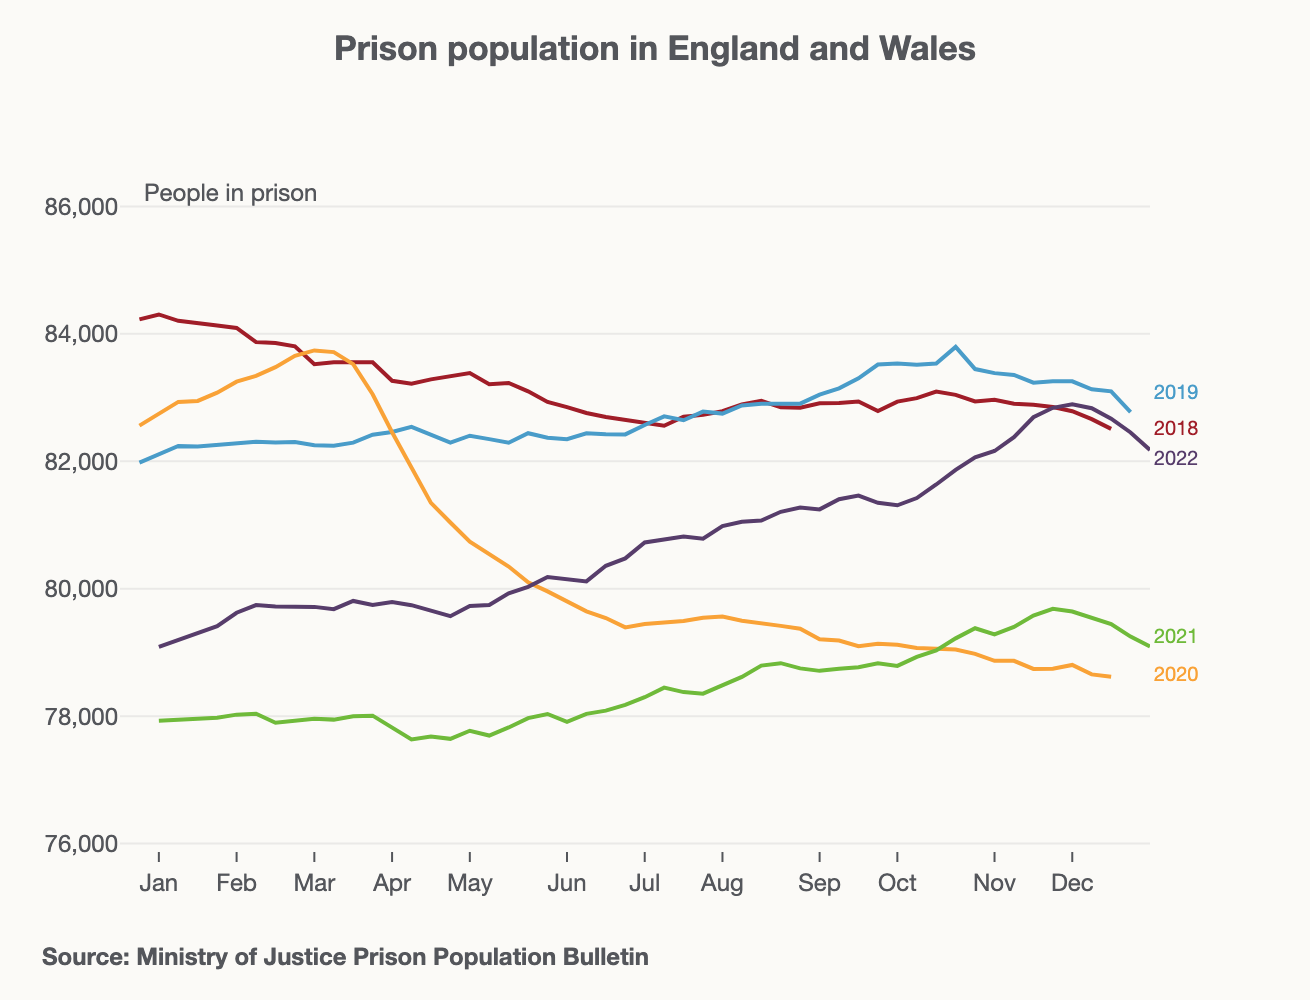 Prison population in England and Wales
People in prison
86,000
84,000
82,000
80,000
78,000
76,000
2019
2018
2022
2021
2020
Jan Feb Mar Apr May Jun Jul Aug Sep Oct Nov Dec
Source: Ministry of Justice Prison Population Bulletin